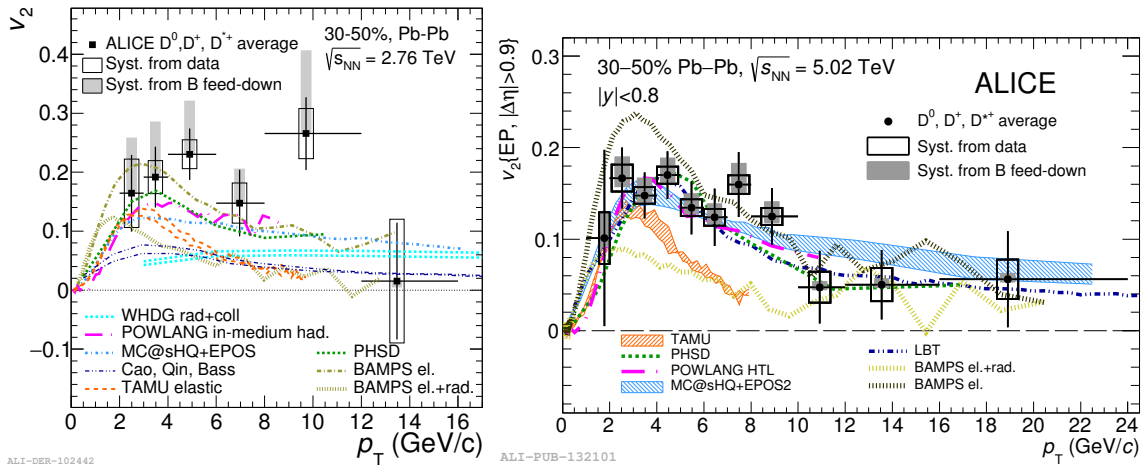 v₂
0.4
0.3
0.2
0.1
0
−0.1
30-50%, Pb-Pb
√sNN = 2.76 TeV
ALICE D⁰,D⁺, D*⁺ average
Syst. from data
Syst. from B feed-down
WHDG rad+coll
POWLANG in-medium had.
MC@sHQ+EPOS
Cao, Qin, Bass
TAMU elastic
PHSD
BAMPS el.
BAMPS el.+rad.
0 2 4 6 8 10 12 14 16
pT (GeV/c)
ALI-DER-102442
v₂{EP, |Δη|>0.9}
0.3
0.2
0.1
0
30–50% Pb–Pb, √sNN = 5.02 TeV
|y|<0.8
ALICE
D⁰, D⁺, D*⁺ average
Syst. from data
Syst. from B feed-down
TAMU
PHSD
POWLANG HTL
MC@sHQ+EPOS2
LBT
BAMPS el.+rad.
BAMPS el.
0 2 4 6 8 10 12 14 16 18 20 22 24
pT (GeV/c)
ALI-PUB-132101